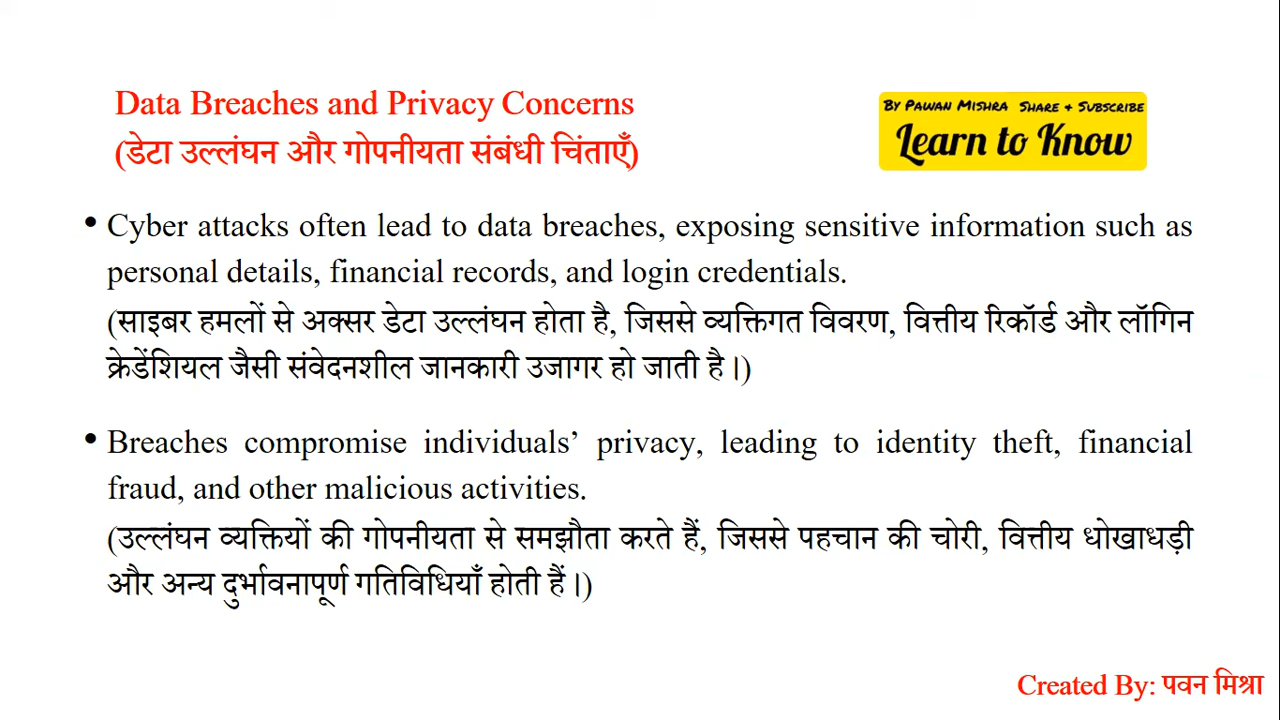 Data Breaches and Privacy Concerns
(डेटा उल्लंघन और गोपनीयता संबंधी चिंताएँ)
By Pawan Mishra Share & Subscribe
Learn to Know
• Cyber attacks often lead to data breaches, exposing sensitive information such as
personal details, financial records, and login credentials.
(साइबर हमलों से अक्सर डेटा उल्लंघन होता है, जिससे व्यक्तिगत विवरण, वित्तीय रिकॉर्ड और लॉगिन
क्रेडेंशियल जैसी संवेदनशील जानकारी उजागर हो जाती है।)
• Breaches compromise individuals’ privacy, leading to identity theft, financial
fraud, and other malicious activities.
(उल्लंघन व्यक्तियों की गोपनीयता से समझौता करते हैं, जिससे पहचान की चोरी, वित्तीय धोखाधड़ी
और अन्य दुर्भावनापूर्ण गतिविधियाँ होती हैं।)
Created By: पवन मिश्रा